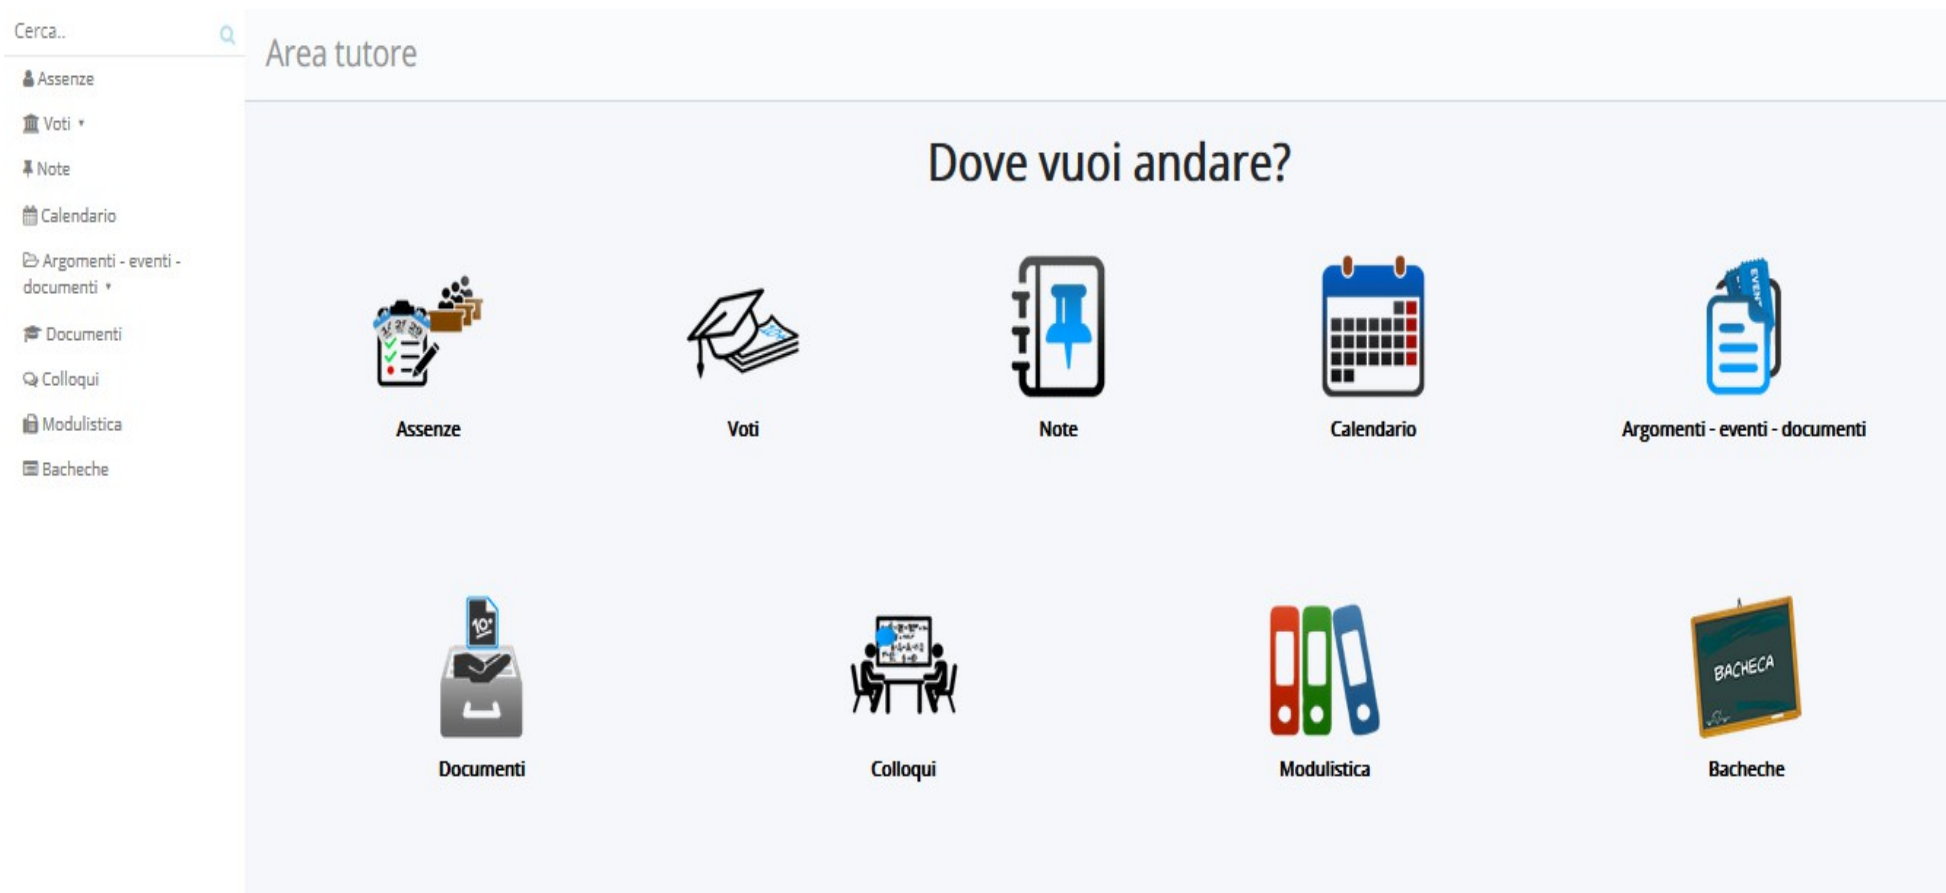 Cerca..
Assenze
Voti
Note
Calendario
Argomenti - eventi -
documenti
Documenti
Colloqui
Modulistica
Bacheche
Area tutore
Dove vuoi andare?
Assenze
Voti
Note
Calendario
Argomenti - eventi - documenti
10+
Documenti
Colloqui
Modulistica
BACHECA
Bacheche